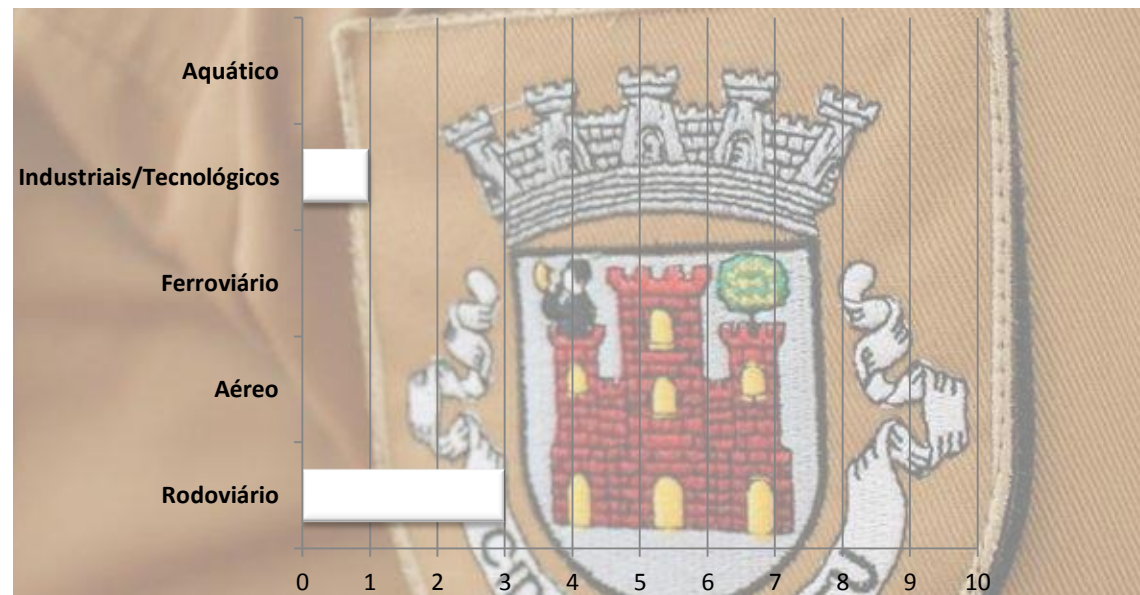 Aquático
Industriais/Tecnológicos
Ferroviário
Aéreo
Rodoviário
0 1 2 3 4 5 6 7 8 9 10